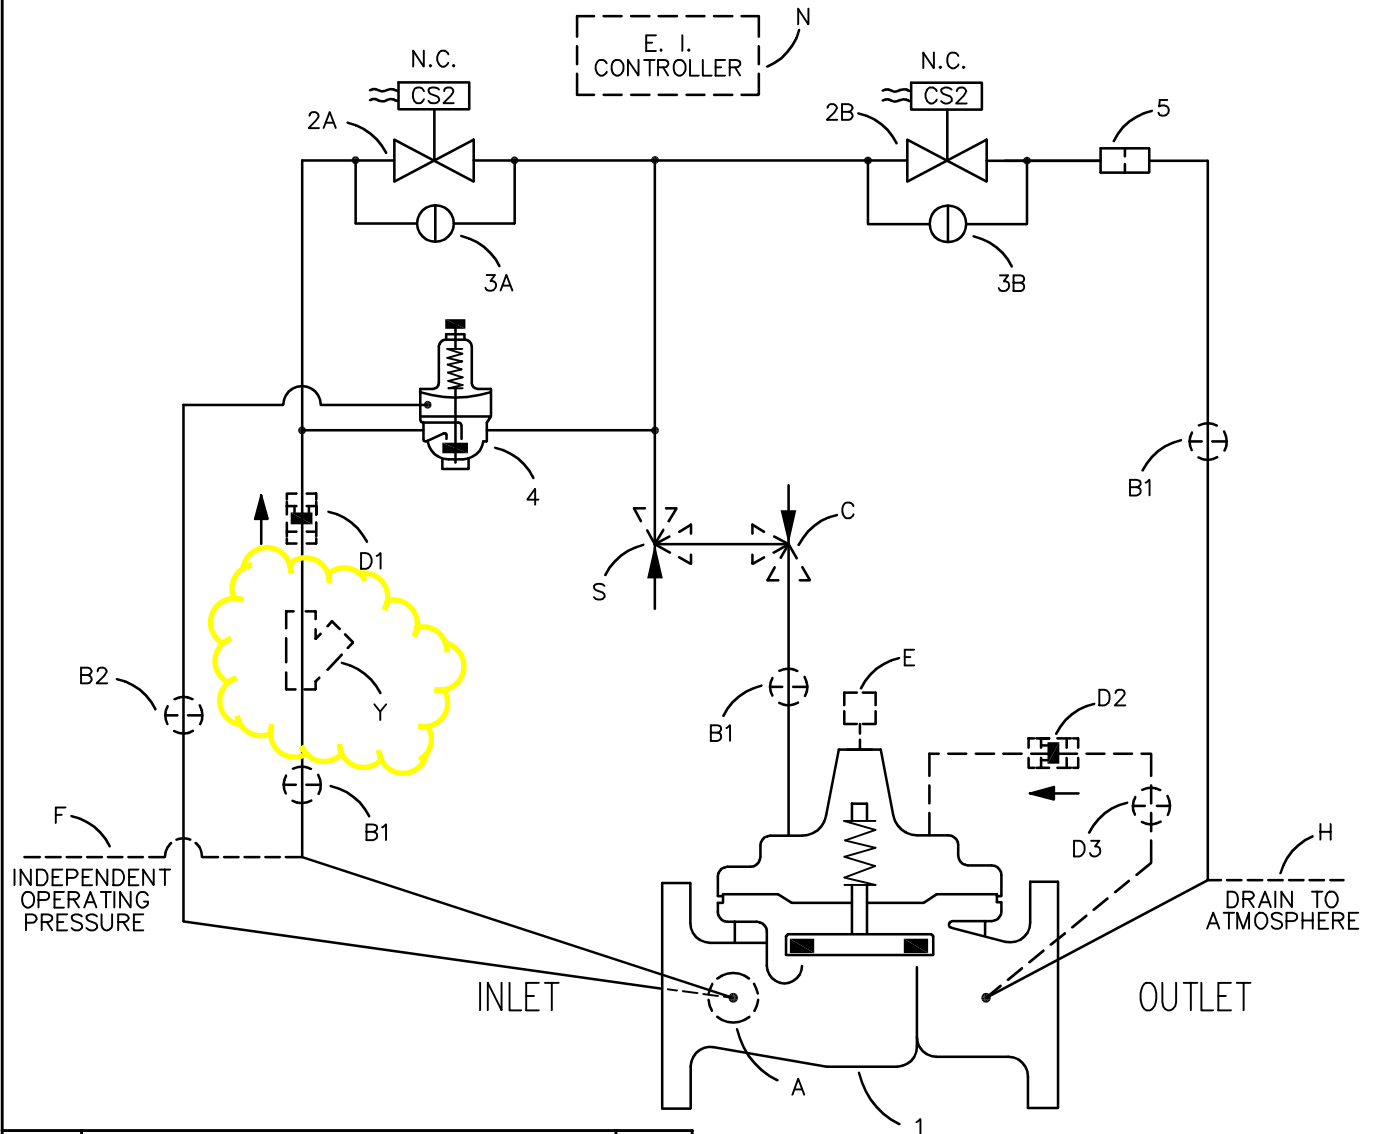 N
E. I.
CONTROLLER
N.C.
CS2
N.C.
CS2
2A
2B
5
3A
3B
4
B1
D1
C
S
E
B2
Y
B1
D2
B1
F
D3
H
INDEPENDENT
OPERATING
PRESSURE
DRAIN TO
ATMOSPHERE
INLET
OUTLET
A
1